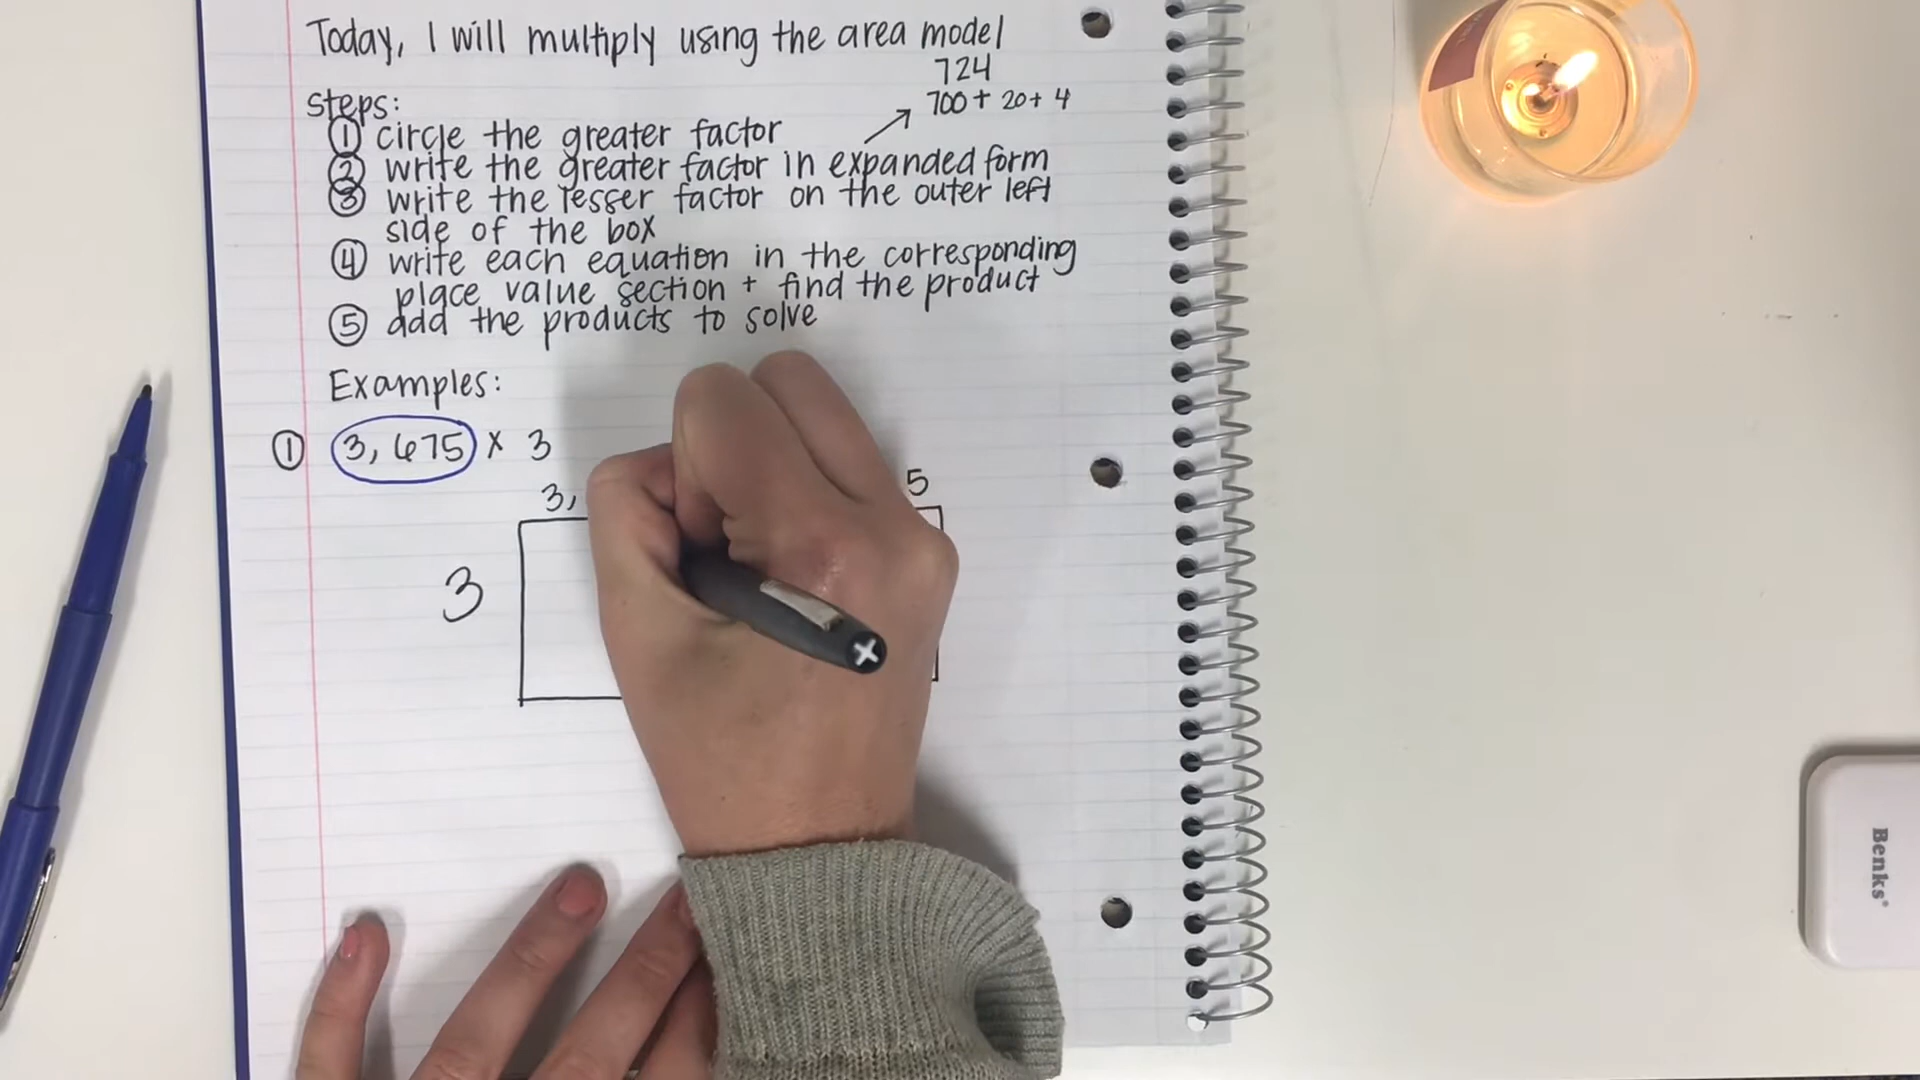 Today, I will multiply using the area model
724
700 + 20 + 4
steps:
① circle the greater factor
② write the greater factor in expanded form
③ write the lesser factor on the outer left
side of the box
④ write each equation in the corresponding
place value section + find the product
⑤ add the products to solve
Examples:
① 3,675 x 3
3, 5
3
Benks®